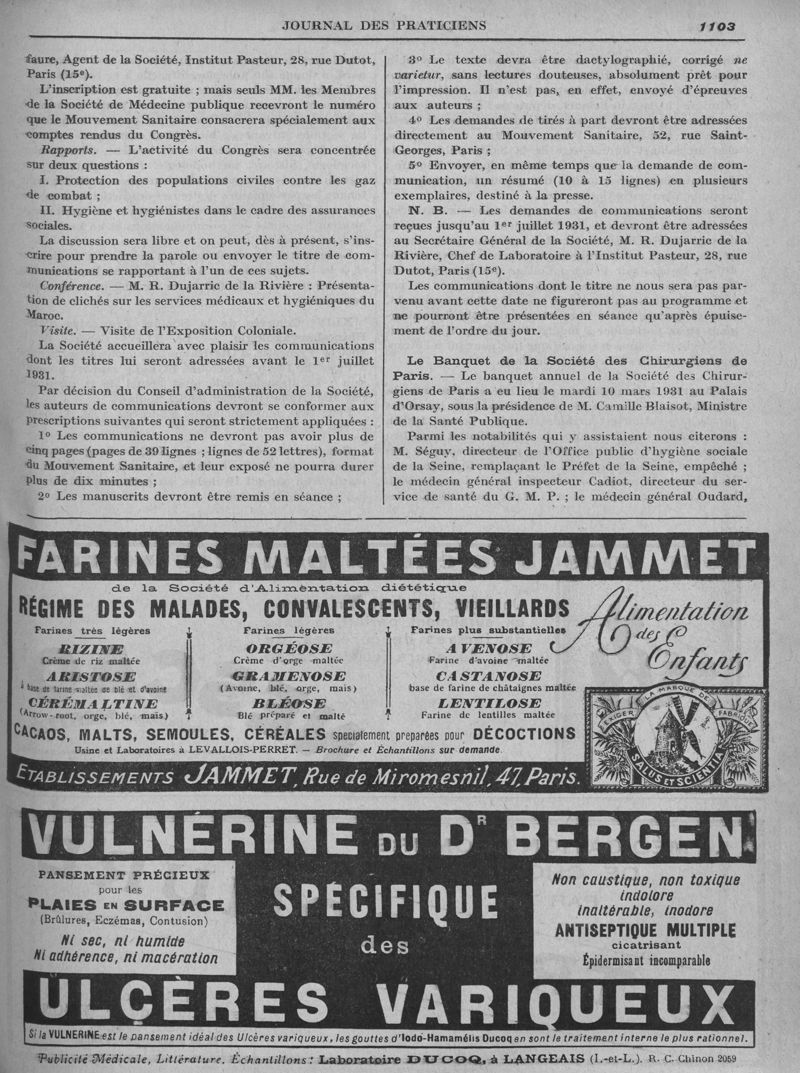 JOURNAL DES PRATICIENS
1103
faure, Agent de la Société, Institut Pasteur, 28, rue Dutot,
Paris (15e).
L'inscription est gratuite ; mais seuls MM. les Membres
de la Société de Médecine publique recevront le numéro
que le Mouvement Sanitaire consacrera spécialement aux
comptes rendus du Congrès.
Rapports. — L'activité du Congrès sera concentrée
sur deux questions :
I. Protection des populations civiles contre les gaz
de combat ;
II. Hygiène et hygiénistes dans le cadre des assurances
sociales.
La discussion sera libre et on peut, dès à présent, s'ins-
crire pour prendre la parole ou envoyer le titre de com-
munications se rapportant à l'un de ces sujets.
Conférence. — M. R. Dujarric de la Rivière : Présenta-
tion de clichés sur les services médicaux et hygiéniques du
Maroc.
Visite. — Visite de l'Exposition Coloniale.
La Société accueillera avec plaisir les communications
dont les titres lui seront adressées avant le 1er juillet
1931.
Par décision du Conseil d'administration de la Société,
les auteurs de communications devront se conformer aux
prescriptions suivantes qui seront strictement appliquées :
1º Les communications ne devront pas avoir plus de
cinq pages (pages de 39 lignes ; lignes de 52 lettres), format
du Mouvement Sanitaire, et leur exposé ne pourra durer
plus de dix minutes ;
2º Les manuscrits devront être remis en séance ;
3º Le texte devra être dactylographié, corrigé ne
varietur, sans lectures douteuses, absolument prêt pour
l'impression. Il n'est pas, en effet, envoyé d'épreuves
aux auteurs ;
4º Les demandes de tirés à part devront être adressées
directement au Mouvement Sanitaire, 52, rue Saint-
Georges, Paris ;
5º Envoyer, en même temps que la demande de com-
munication, un résumé (10 à 15 lignes) en plusieurs
exemplaires, destiné à la presse.
N. B. — Les demandes de communications seront
reçues jusqu'au 1er juillet 1931, et devront être adressées
au Secrétaire Général de la Société, M. R. Dujarric de la
Rivière, Chef de Laboratoire à l'Institut Pasteur, 28, rue
Dutot, Paris (15e).
Les communications dont le titre ne nous sera pas par-
venu avant cette date ne figureront pas au programme et
ne pourront être présentées en séance qu'après épuise-
ment de l'ordre du jour.
Le Banquet de la Société des Chirurgiens de
Paris. — Le banquet annuel de la Société des Chirur-
giens de Paris a eu lieu le mardi 10 mars 1931 au Palais
d'Orsay, sous la présidence de M. Camille Blaisot, Ministre
de la Santé Publique.
Parmi les notabilités qui y assistaient nous citerons :
M. Séguy, directeur de l'Office public d'hygiène sociale
de la Seine, remplaçant le Préfet de la Seine, empêché ;
le médecin général inspecteur Cadiot, directeur du ser-
vice de santé du G. M. P. ; le médecin général Oudard,
FARINES MALTÉES JAMMET
de la Société d'Alimentation diététique
RÉGIME DES MALADES, CONVALESCENTS, VIEILLARDS
Alimentation
des
Enfants
Farines très légères
RIZINE
Crème de riz maltée
ARISTOSE
à base de farine maltée de blé et d'avoine
CÉRÉMALTINE
(Arrow-root, orge, blé, maïs)
Farines légères
ORGÉOSE
Crème d'orge maltée
GRAMENOSE
(Avoine, blé, orge, maïs)
BLÉOSE
Blé préparé et malté
Farines plus substantielles
AVENOSE
Farine d'avoine maltée
CASTANOSE
base de farine de châtaignes maltée
LENTILOSE
Farine de lentilles maltée
CACAOS, MALTS, SEMOULES, CÉRÉALES spécialement préparées pour DÉCOCTIONS
Usine et Laboratoires à LEVALLOIS-PERRET. — Brochure et Échantillons sur demande.
ÉTABLISSEMENTS JAMMET, Rue de Miromesnil, 47, Paris.
EXIGER LA MARQUE DE FABRIQUE
SALUS ET SCIENTIA
VULNÉRINE DU Dr BERGEN
PANSEMENT PRÉCIEUX
pour les
PLAIES EN SURFACE
(Brûlures, Eczémas, Contusion)
Ni sec, ni humide
Ni adhérence, ni macération
SPÉCIFIQUE
des
Non caustique, non toxique
indolore
inaltérable, inodore
ANTISEPTIQUE MULTIPLE
cicatrisant
Épidermisant incomparable
ULCÈRES VARIQUEUX
Si la VULNERINE est le pansement idéal des Ulcères variqueux, les gouttes d'Iodo-Hamamélis Ducoq en sont le traitement interne le plus rationnel.
Publicité Médicale, Littérature. Échantillons : Laboratoire DUCOQ, à LANGEAIS (I.-et-L.). R. C. Chinon 2059